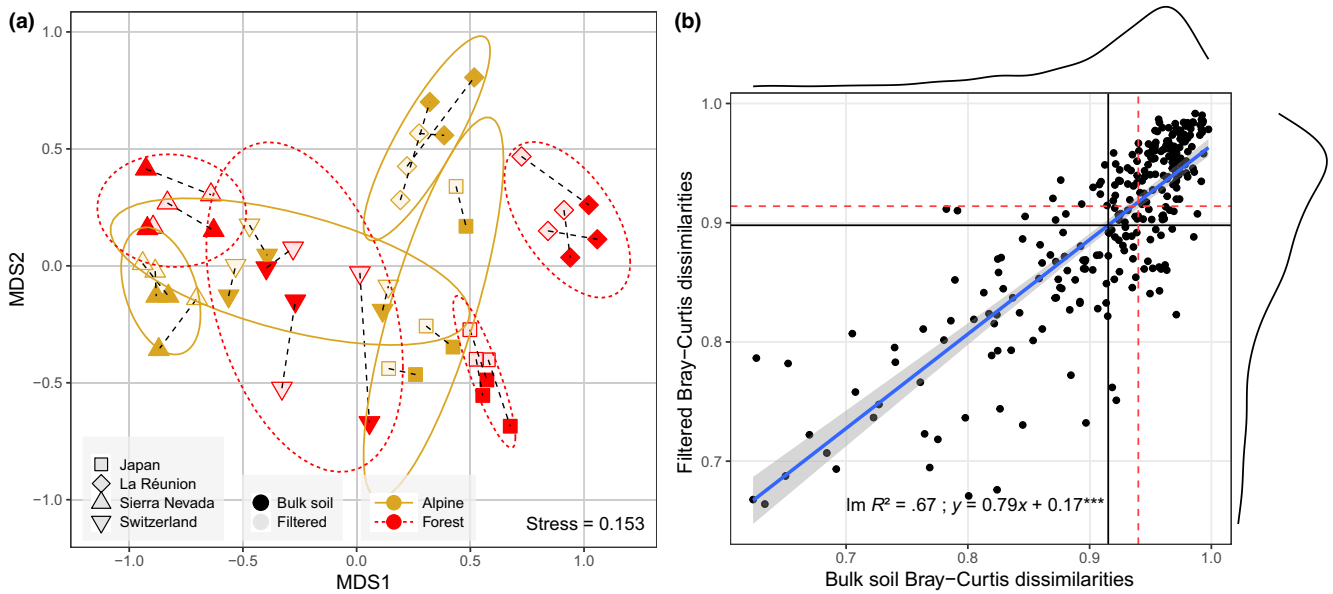 (a)
1.0
0.5
0.0
−0.5
−1.0
MDS2
−1.0
−0.5
0.0
0.5
1.0
MDS1
Japan
La Réunion
Sierra Nevada
Switzerland
Bulk soil
Filtered
Alpine
Forest
Stress = 0.153
(b)
1.0
0.9
0.8
0.7
Filtered Bray−Curtis dissimilarities
lm R² = .67 ; y = 0.79x + 0.17***
0.7
0.8
0.9
1.0
Bulk soil Bray−Curtis dissimilarities